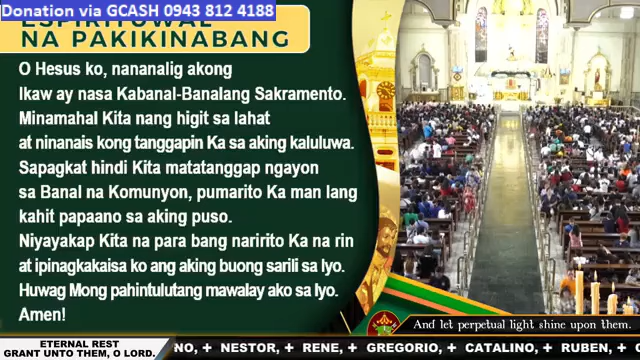 Donation via GCASH 0943 812 4188
ESPIRITUWAL
NA PAKIKINABANG
O Hesus ko, nananalig akong
Ikaw ay nasa Kabanal-Banalang Sakramento.
Minamahal Kita nang higit sa lahat
at ninanais kong tanggapin Ka sa aking kaluluwa.
Sapagkat hindi Kita matatanggap ngayon
sa Banal na Komunyon, pumarito Ka man lang
kahit papaano sa aking puso.
Niyayakap Kita na para bang naririto Ka na rin
at ipinagkakaisa ko ang aking buong sarili sa Iyo.
Huwag Mong pahintulutang mawalay ako sa Iyo.
Amen!
And let perpetual light shine upon them.
ETERNAL REST
GRANT UNTO THEM, O LORD.
NO, + NESTOR, + RENE, + GREGORIO, + CATALINO, + RUBEN, +